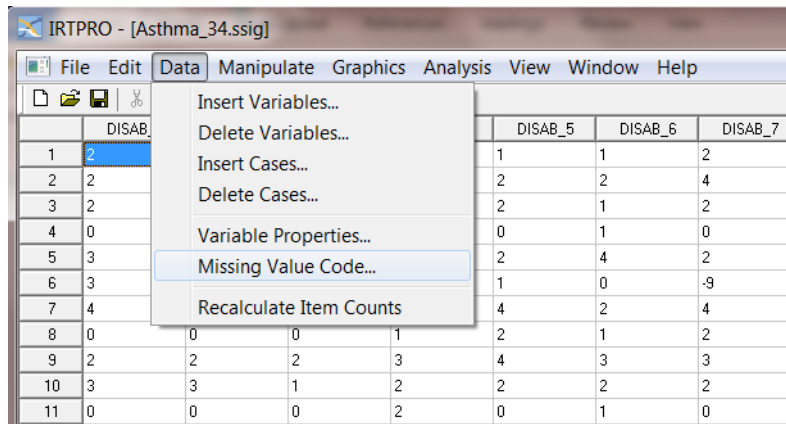 IRTPRO - [Asthma_34.ssig]
File Edit Data Manipulate Graphics Analysis View Window Help
Insert Variables...
Delete Variables...
Insert Cases...
Delete Cases...
Variable Properties...
Missing Value Code...
Recalculate Item Counts
DISAB_ DISAB_5 DISAB_6 DISAB_7
1 2 1 1 2
2 2 2 2 4
3 2 2 1 2
4 0 0 1 0
5 3 2 4 2
6 3 1 0 -9
7 4 4 2 4
8 0 0 0 1 2 1 2
9 2 2 2 3 4 3 3
10 3 3 1 2 2 2 2
11 0 0 0 2 0 1 0